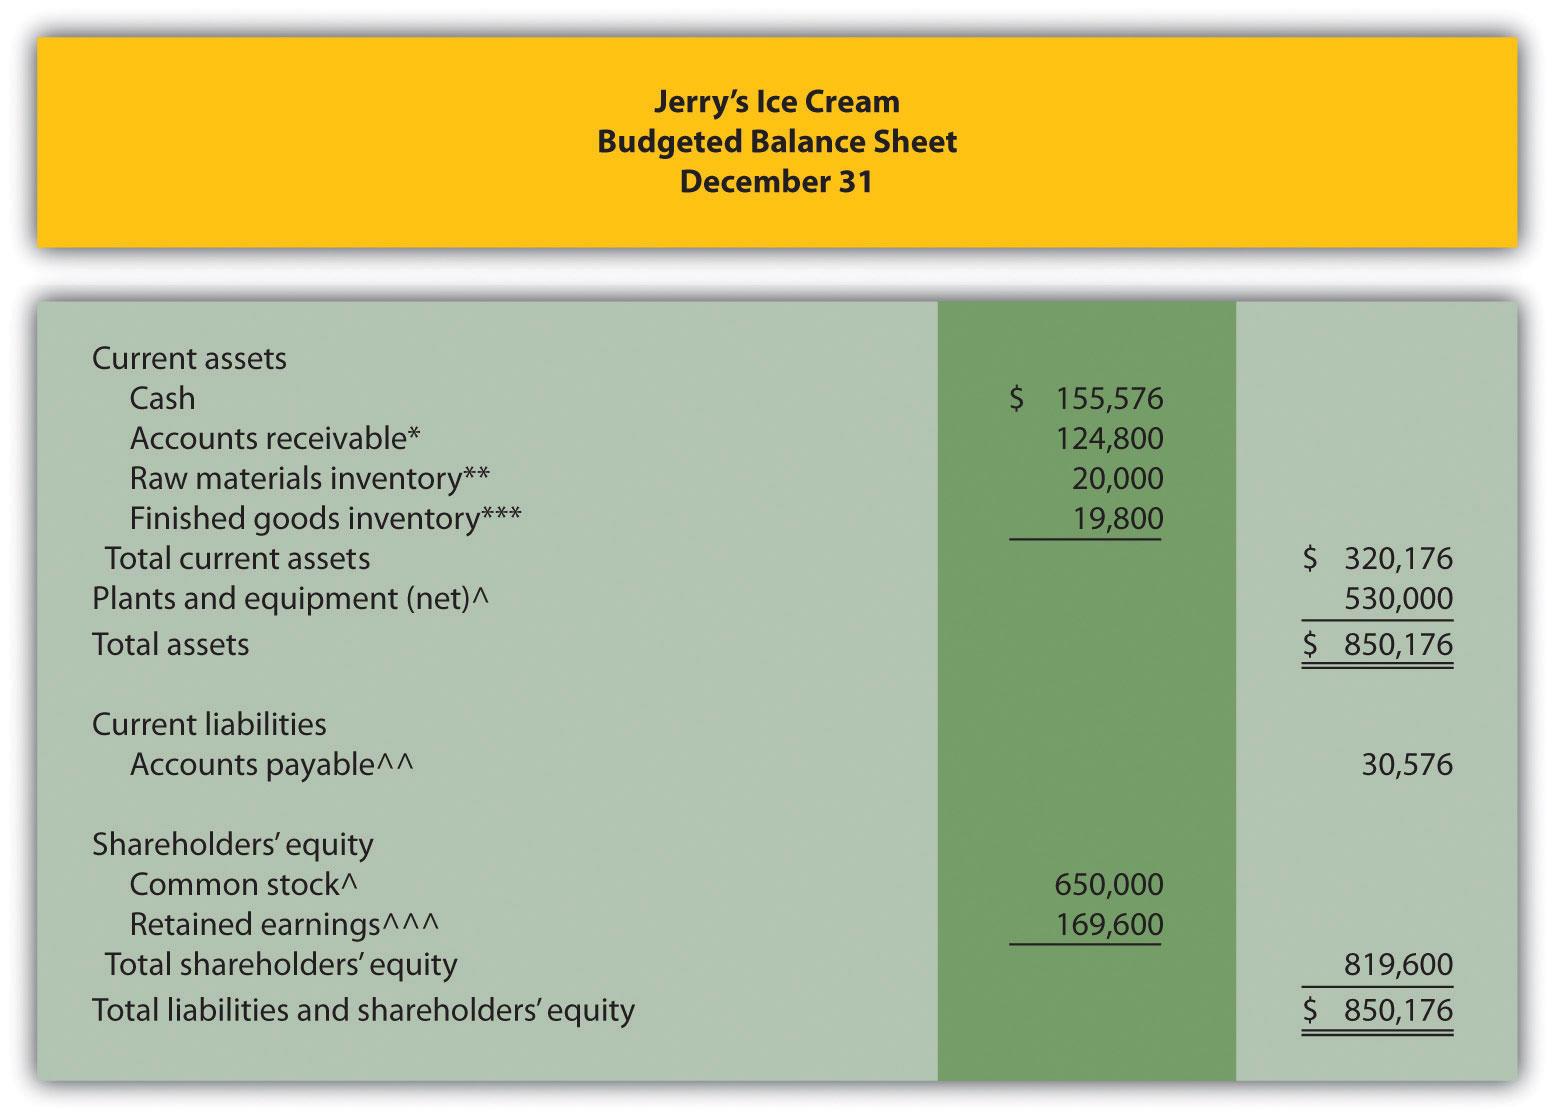 Jerry’s Ice Cream
Budgeted Balance Sheet
December 31
Current assets
Cash $ 155,576
Accounts receivable* 124,800
Raw materials inventory** 20,000
Finished goods inventory*** 19,800
Total current assets $ 320,176
Plants and equipment (net)^ 530,000
Total assets $ 850,176
Current liabilities
Accounts payable^^ 30,576
Shareholders’ equity
Common stock^ 650,000
Retained earnings^^^ 169,600
Total shareholders’ equity 819,600
Total liabilities and shareholders’ equity $ 850,176